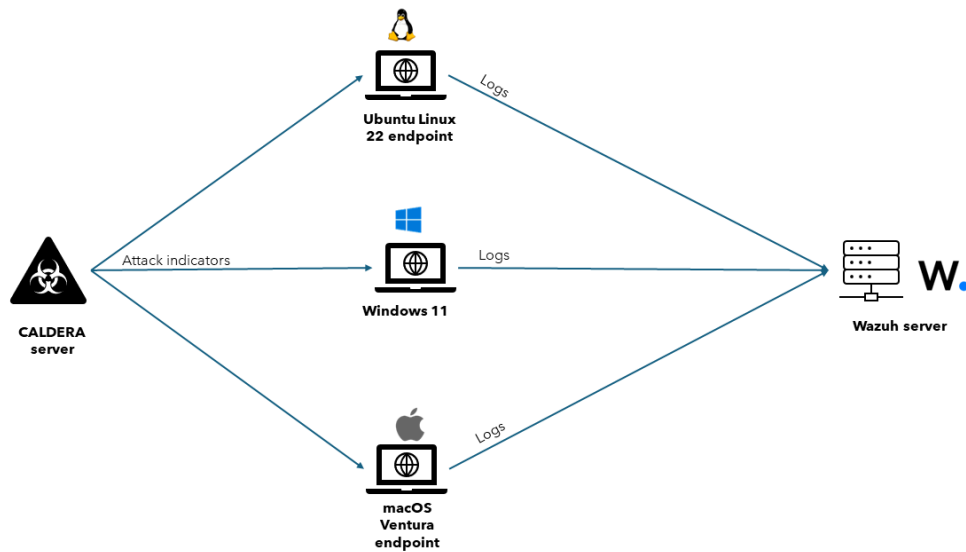 Ubuntu Linux
22 endpoint
Logs
Attack indicators
Windows 11
Logs
CALDERA
server
W.
Wazuh server
Logs
macOS
Ventura
endpoint